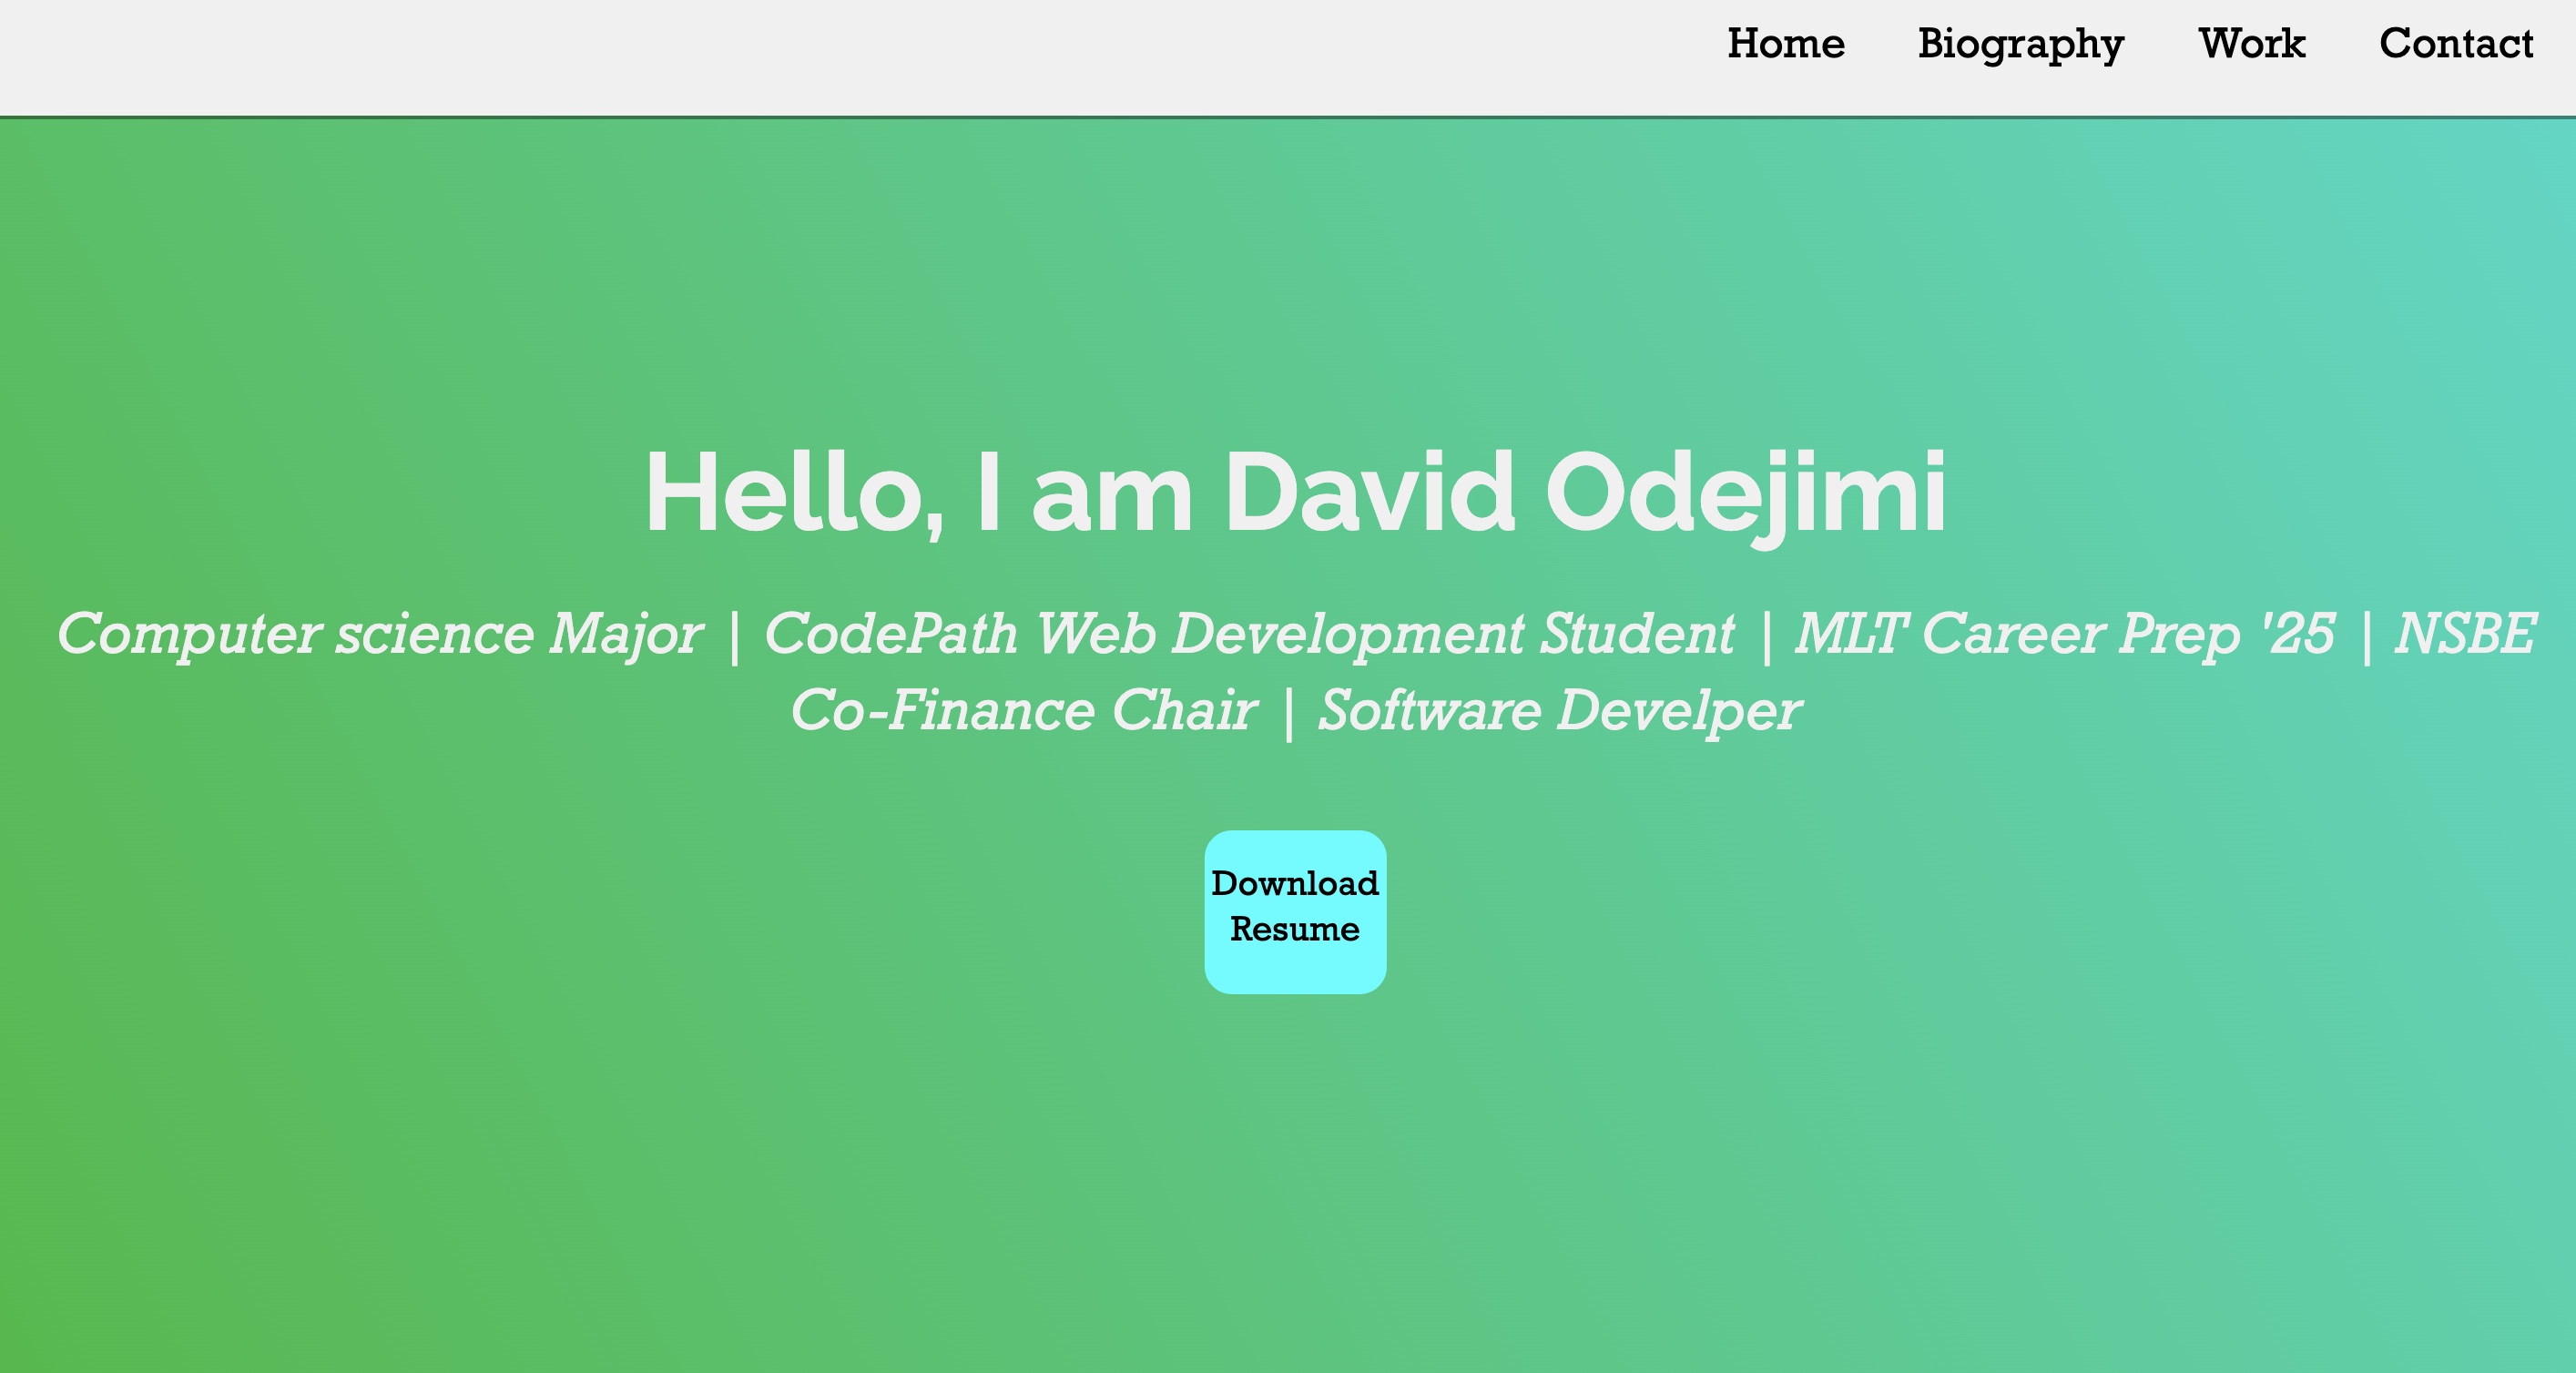 Home Biography Work Contact
Hello, I am David Odejimi
Computer science Major | CodePath Web Development Student | MLT Career Prep '25 | NSBE
Co-Finance Chair | Software Develper
Download
Resume